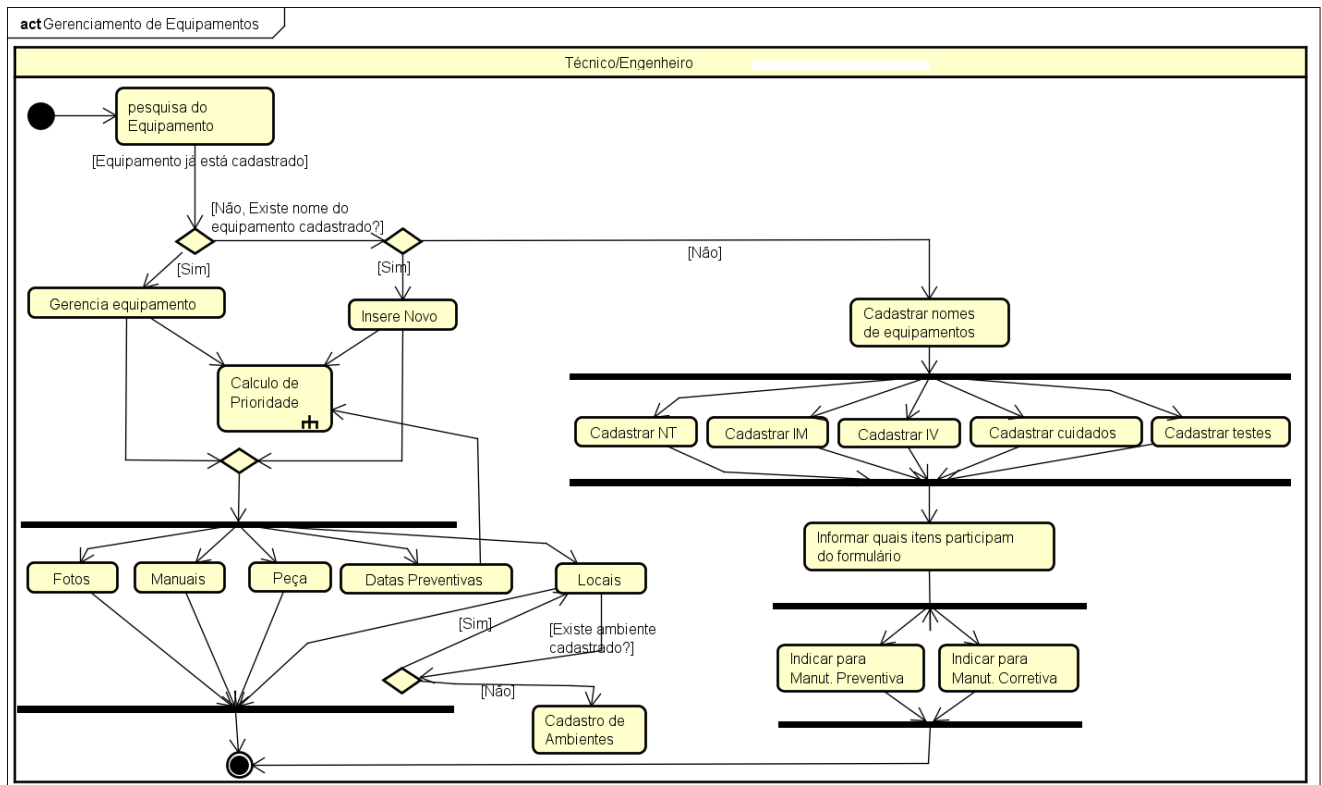 act Gerenciamento de Equipamentos
Técnico/Engenheiro
pesquisa do
Equipamento
[Equipamento já está cadastrado]
[Não, Existe nome do
equipamento cadastrado?]
[Sim]
[Sim]
[Não]
Gerencia equipamento
Insere Novo
Cadastrar nomes
de equipamentos
Calculo de
Prioridade
Cadastrar NT
Cadastrar IM
Cadastrar IV
Cadastrar cuidados
Cadastrar testes
Informar quais itens participam
do formulário
Fotos
Manuais
Peça
Datas Preventivas
Locais
[Sim]
[Existe ambiente
cadastrado?]
[Não]
Cadastro de
Ambientes
Indicar para
Manut. Preventiva
Indicar para
Manut. Corretiva